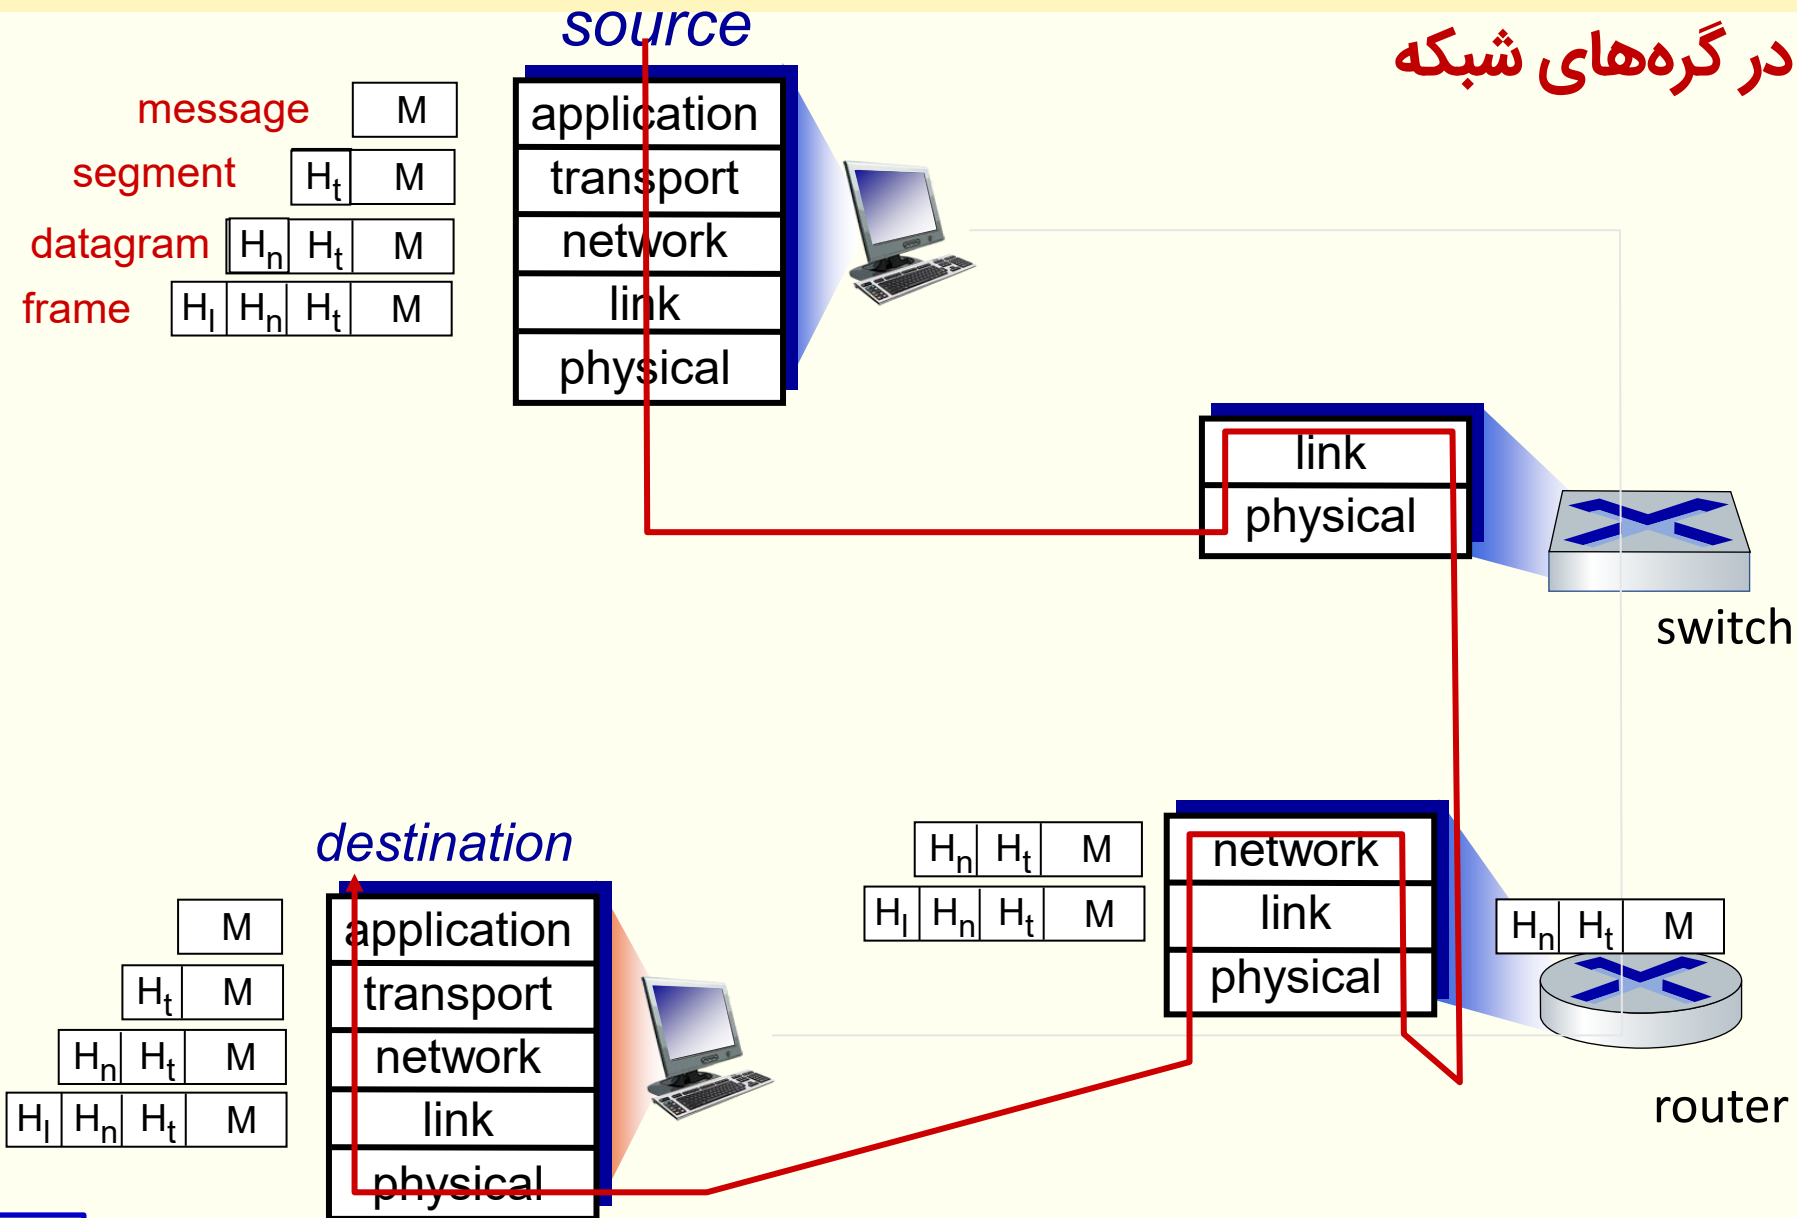 source
در گره‌های شبکه
message M
segment Ht M
datagram Hn Ht M
frame Hl Hn Ht M
application
transport
network
link
physical
link
physical
switch
destination
M
Ht M
Hn Ht M
Hl Hn Ht M
application
transport
network
link
physical
Hn Ht M
Hl Hn Ht M
network
link
physical
Hn Ht M
router